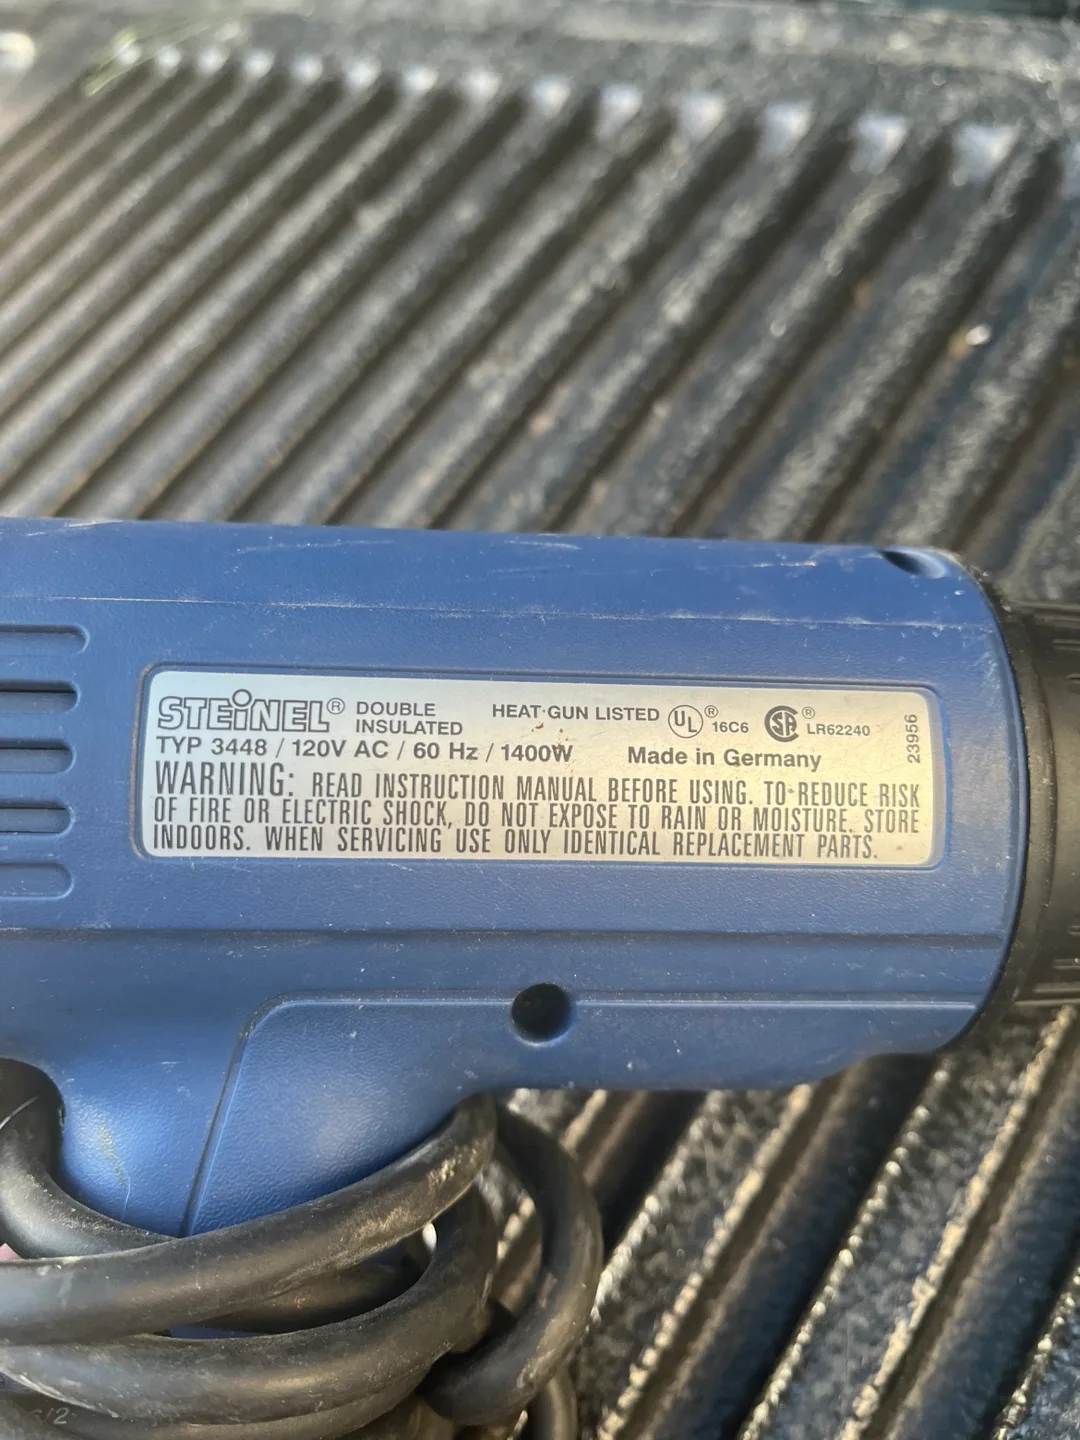 STEiNEL® DOUBLE INSULATED HEAT GUN LISTED UL® 16C6 SA® LR62240
TYP 3448 / 120V AC / 60 Hz / 1400W Made in Germany
WARNING: READ INSTRUCTION MANUAL BEFORE USING. TO REDUCE RISK
OF FIRE OR ELECTRIC SHOCK, DO NOT EXPOSE TO RAIN OR MOISTURE. STORE
INDOORS. WHEN SERVICING USE ONLY IDENTICAL REPLACEMENT PARTS.
23956